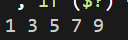 , if ($?)
1 3 5 7 9